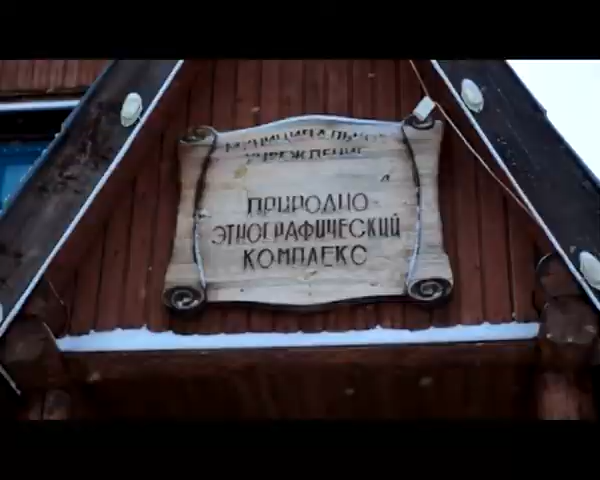 МУНИЦИПАЛЬНОЕ
УЧРЕЖДЕНИЕ
ПРИРОДНО-
ЭТНОГРАФИЧЕСКИЙ
КОМПЛЕКС